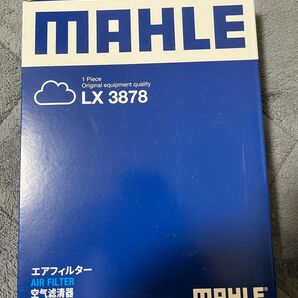 MAHLE
1 Piece
Original equipment quality
LX 3878
エアフィルター
AIR FILTER
空气滤清器
MAHLE